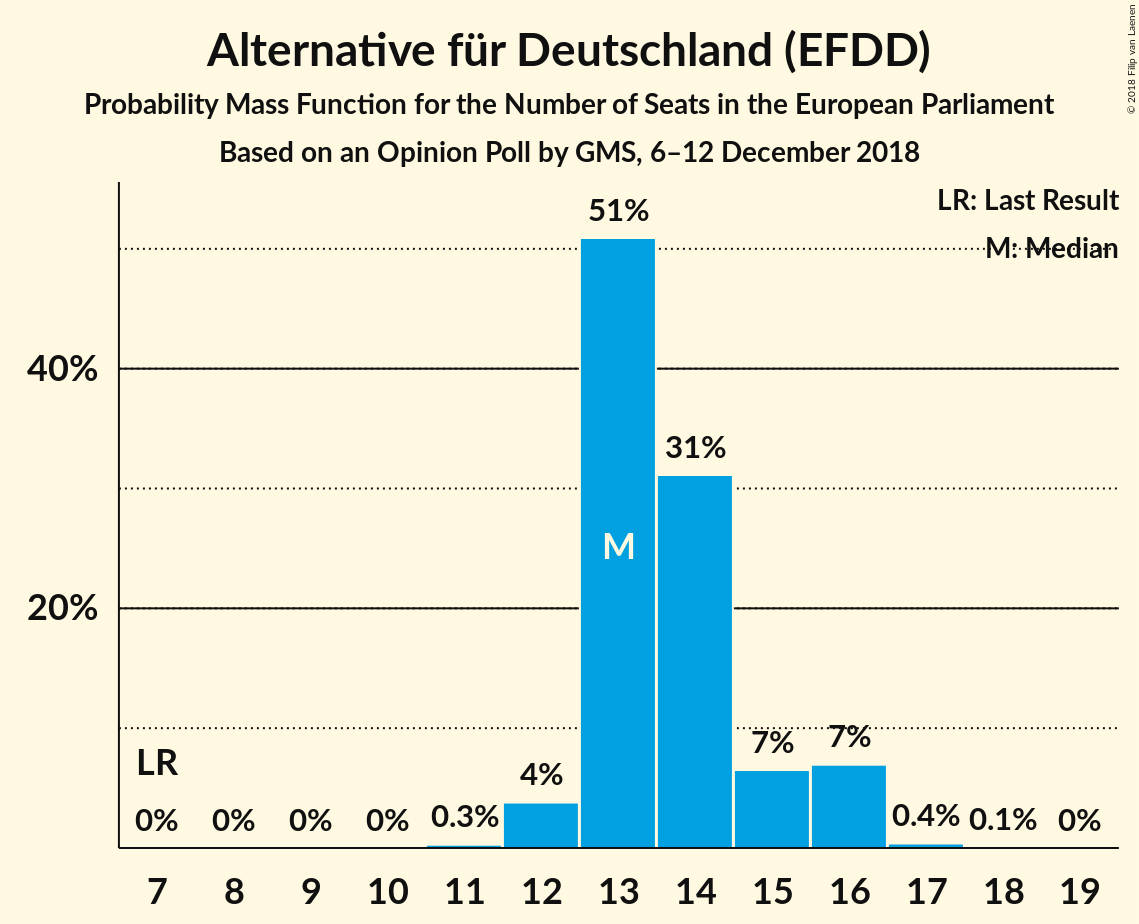 Alternative für Deutschland (EFDD)
Probability Mass Function for the Number of Seats in the European Parliament
Based on an Opinion Poll by GMS, 6–12 December 2018
© 2018 Filip van Laenen
LR: Last Result
M: Median
51%
40%
31%
M
20%
LR
7%
7%
4%
0%
0%
0%
0%
0.3%
0.4%
0.1%
0%
7 8 9 10 11 12 13 14 15 16 17 18 19